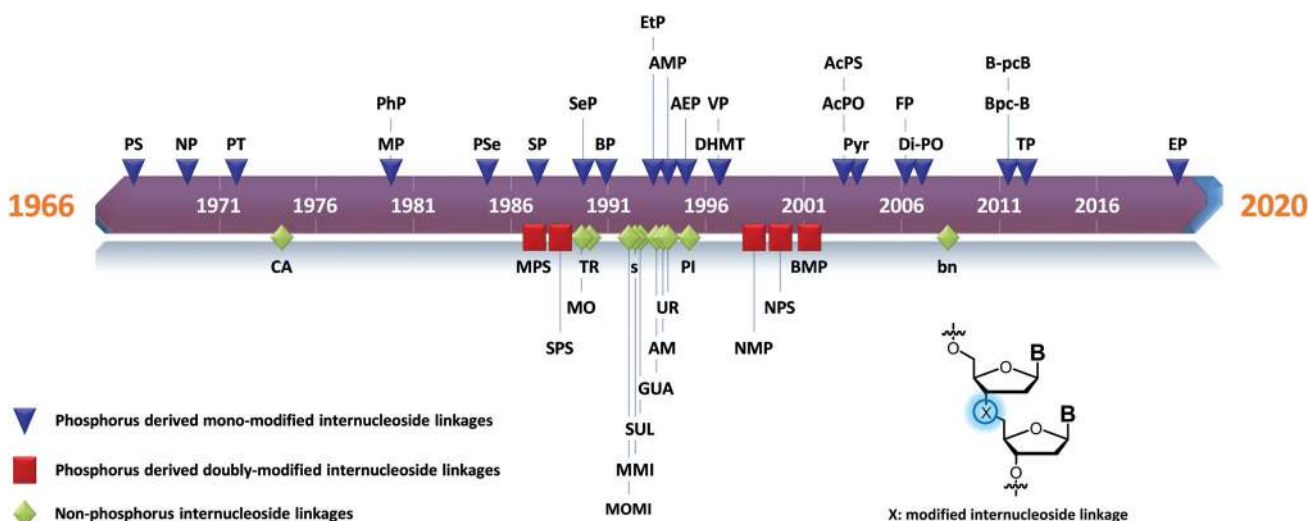 EtP
AMP AcPS B-pcB
PhP SeP AEP VP AcPO FP Bpc-B
PS NP PT MP PSe SP BP DHMT Pyr Di-PO TP EP
1966 1971 1976 1981 1986 1991 1996 2001 2006 2011 2016 2020
CA MPS TR s PI BMP bn
MO UR NPS
SPS AM NMP
GUA
SUL
MMI
MOMI
Phosphorus derived mono-modified internucleoside linkages
Phosphorus derived doubly-modified internucleoside linkages
Non-phosphorus internucleoside linkages
O
B
O
X
B
O
O
X: modified internucleoside linkage